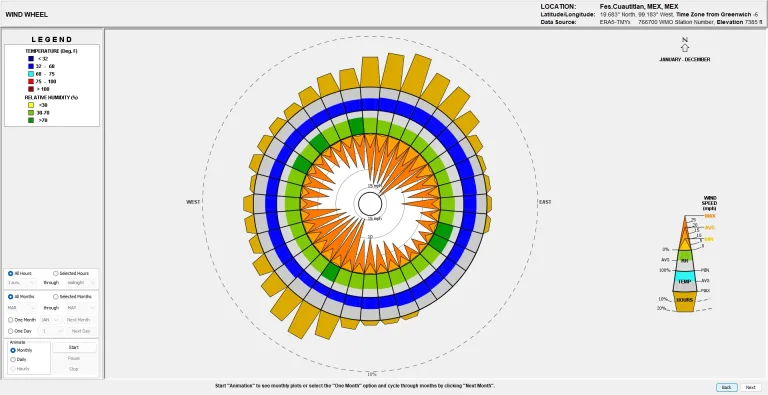 WIND WHEEL
LOCATION: Fes.Cuautitlan, MEX, MEX
Latitude/Longitude: 19.683° North, 99.183° West, Time Zone from Greenwich -6
Data Source: ERA5-TMYx 766700 WMO Station Number, Elevation 7385 ft
LEGEND
TEMPERATURE (Deg. F)
< 32
32 - 68
68 - 75
75 - 100
> 100
RELATIVE HUMIDITY (%)
<30
30-70
>70
N
JANUARY - DECEMBER
WEST
EAST
10%
WIND
SPEED
(mph)
MAX
AVG
MIN
0%
AVG
RH
100%
MIN
TEMP
AVG
MAX
10%
HOURS
20%
All Hours
Selected Hours
through
midnight
All Months
Selected Months
MAR
through
MAY
One Month
JAN
Next Month
One Day
1
Next Day
Animate
Monthly
Start
Daily
Pause
Hourly
Stop
Start "Animation" to see monthly plots or select the "One Month" option and cycle through months by clicking "Next Month".
Back
Next